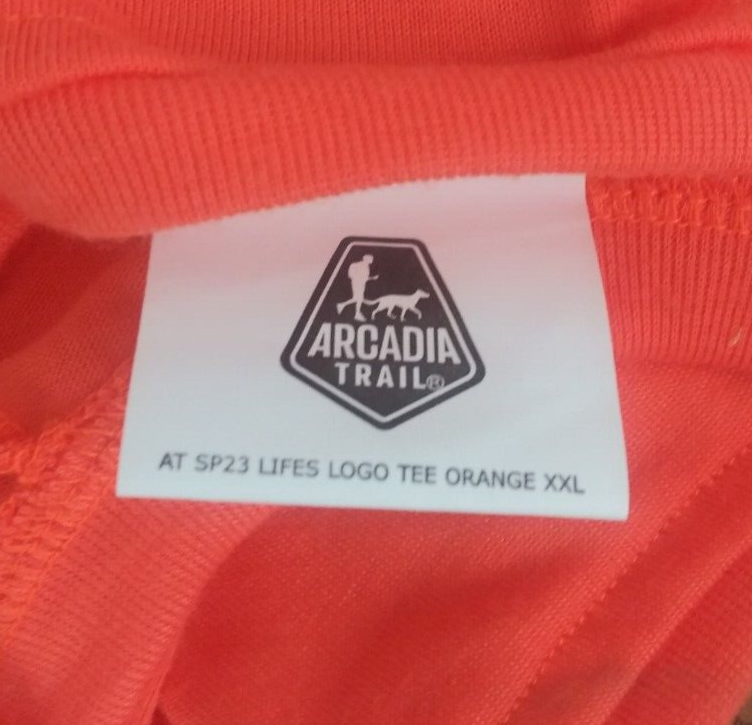 ARCADIA
TRAIL®
AT SP23 LIFES LOGO TEE ORANGE XXL